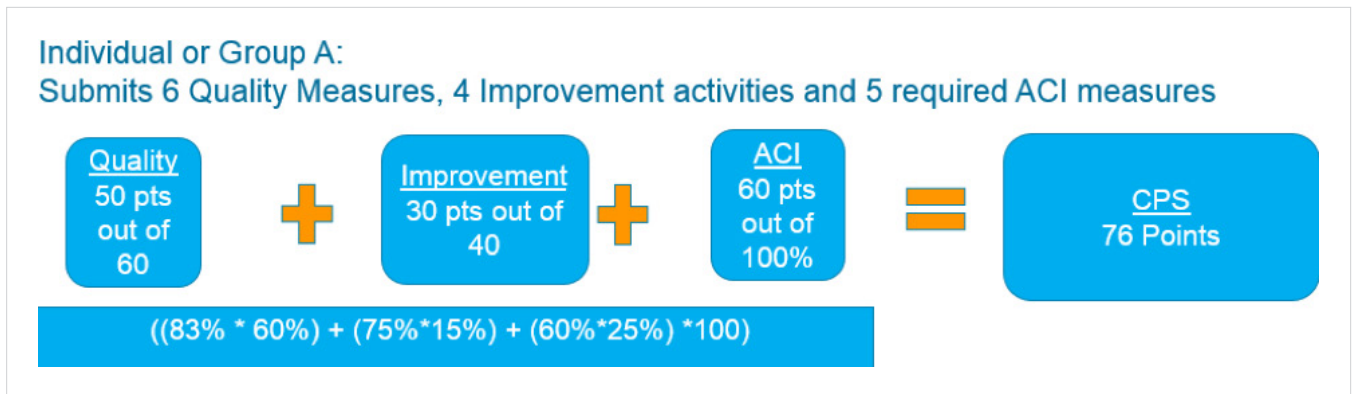 Individual or Group A:
Submits 6 Quality Measures, 4 Improvement activities and 5 required ACI measures
Quality
50 pts
out of
60
Improvement
30 pts out of
40
ACI
60 pts
out of
100%
CPS
76 Points
((83% * 60%) + (75%*15%) + (60%*25%) *100)